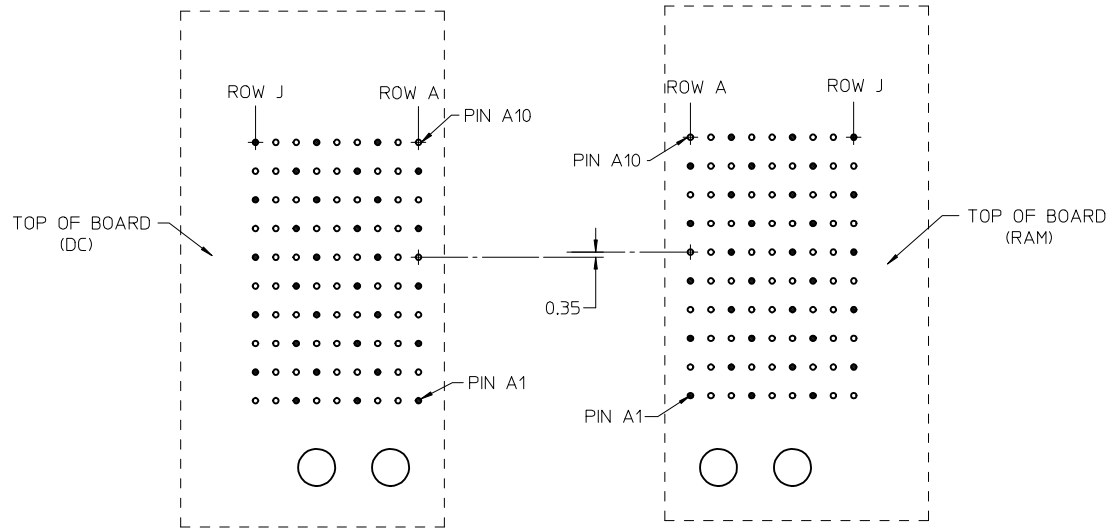 ROW J
ROW A
PIN A10
TOP OF BOARD
(DC)
PIN A1
0.35
ROW A
ROW J
PIN A10
TOP OF BOARD
(RAM)
PIN A1